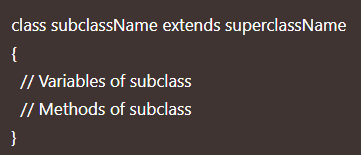 class subclassName extends superclassName
{
// Variables of subclass
// Methods of subclass
}